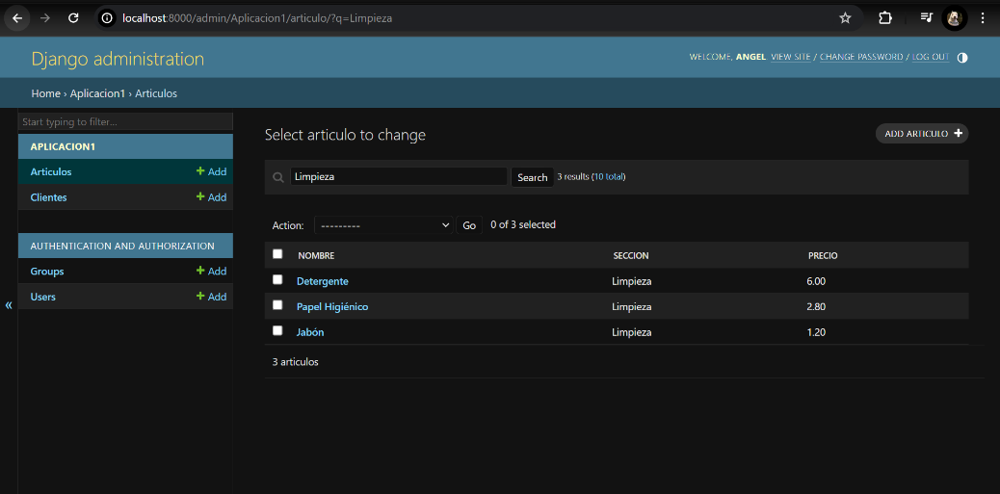 localhost:8000/admin/Aplicacion1/articulo/?q=Limpieza
Django administration
WELCOME, ANGEL VIEW SITE / CHANGE PASSWORD / LOG OUT
Home › Aplicacion1 › Articulos
Start typing to filter...
APLICACION1
Articulos + Add
Clientes + Add
AUTHENTICATION AND AUTHORIZATION
Groups + Add
Users + Add
«
Select articulo to change
ADD ARTICULO +
Limpieza Search 3 results (10 total)
Action: --------- Go 0 of 3 selected
NOMBRE SECCION PRECIO
Detergente Limpieza 6.00
Papel Higiénico Limpieza 2.80
Jabón Limpieza 1.20
3 articulos